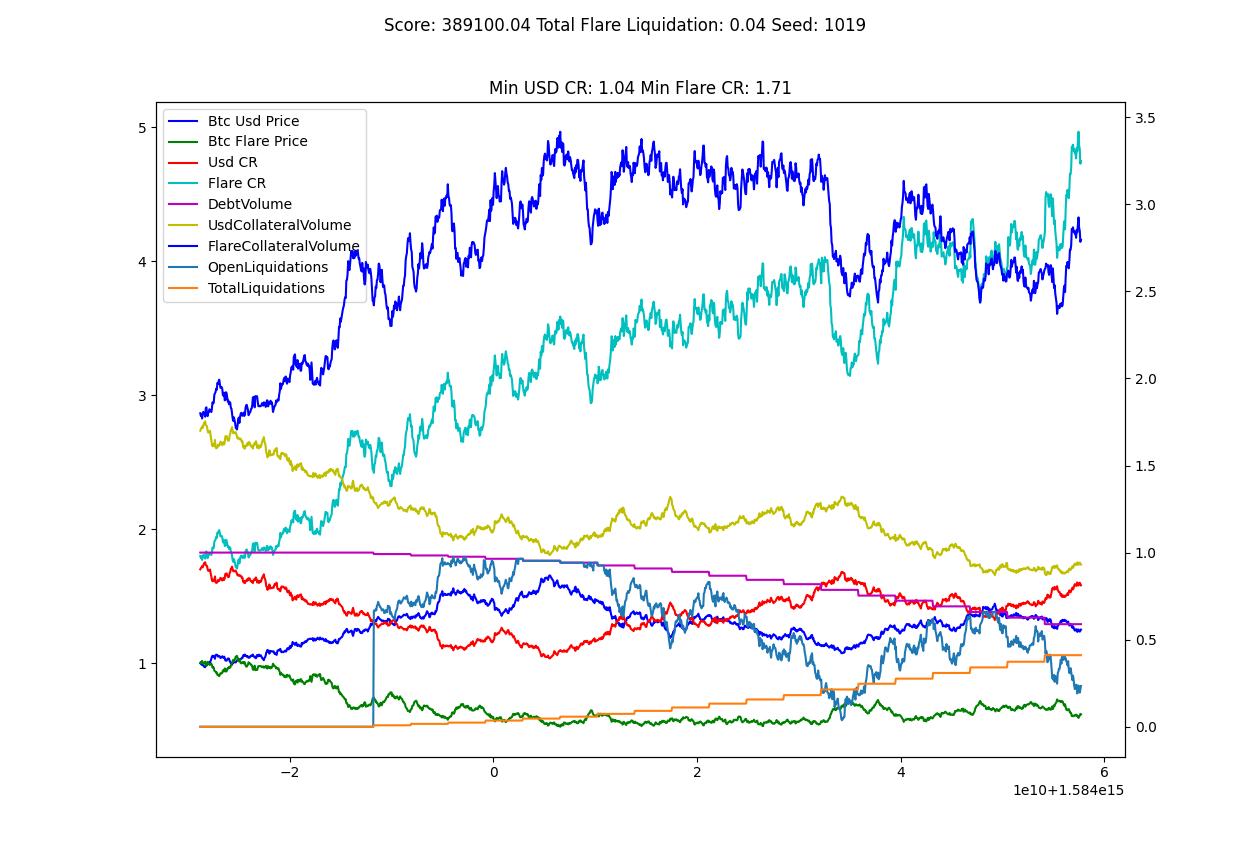 Score: 389100.04 Total Flare Liquidation: 0.04 Seed: 1019
Min USD CR: 1.04 Min Flare CR: 1.71
Btc Usd Price
Btc Flare Price
Usd CR
Flare CR
DebtVolume
UsdCollateralVolume
FlareCollateralVolume
OpenLiquidations
TotalLiquidations
5
4
3
2
1
3.5
3.0
2.5
2.0
1.5
1.0
0.5
0.0
−2 0 2 4 6
1e10+1.584e15